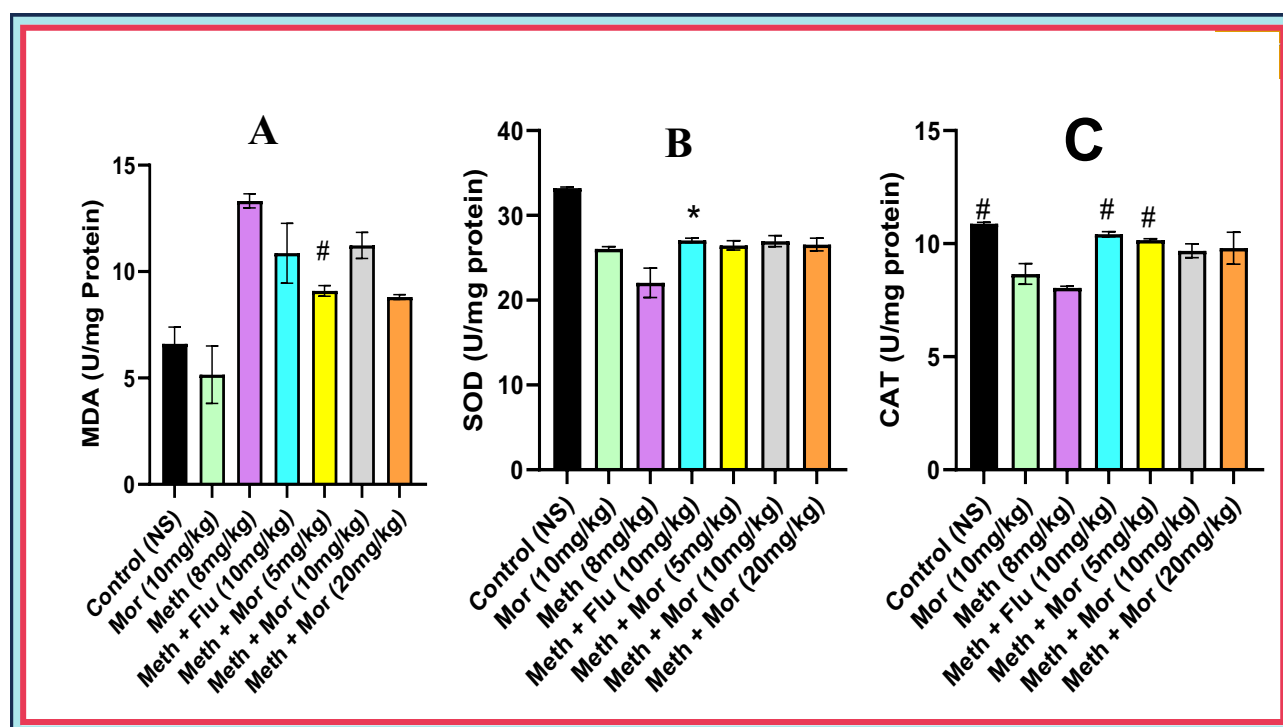 A
MDA (U/mg Protein)
15
10
5
0
#
Control (NS)
Mor (10mg/kg)
Meth (8mg/kg)
Meth + Flu (10mg/kg)
Meth + Mor (5mg/kg)
Meth + Mor (10mg/kg)
Meth + Mor (20mg/kg)
B
SOD (U/mg protein)
40
30
20
10
0
*
Control (NS)
Mor (10mg/kg)
Meth (8mg/kg)
Meth + Flu (10mg/kg)
Meth + Mor (5mg/kg)
Meth + Mor (10mg/kg)
Meth + Mor (20mg/kg)
C
CAT (U/mg protein)
15
10
5
0
# # #
Control (NS)
Mor (10mg/kg)
Meth (8mg/kg)
Meth + Flu (10mg/kg)
Meth + Mor (5mg/kg)
Meth + Mor (10mg/kg)
Meth + Mor (20mg/kg)